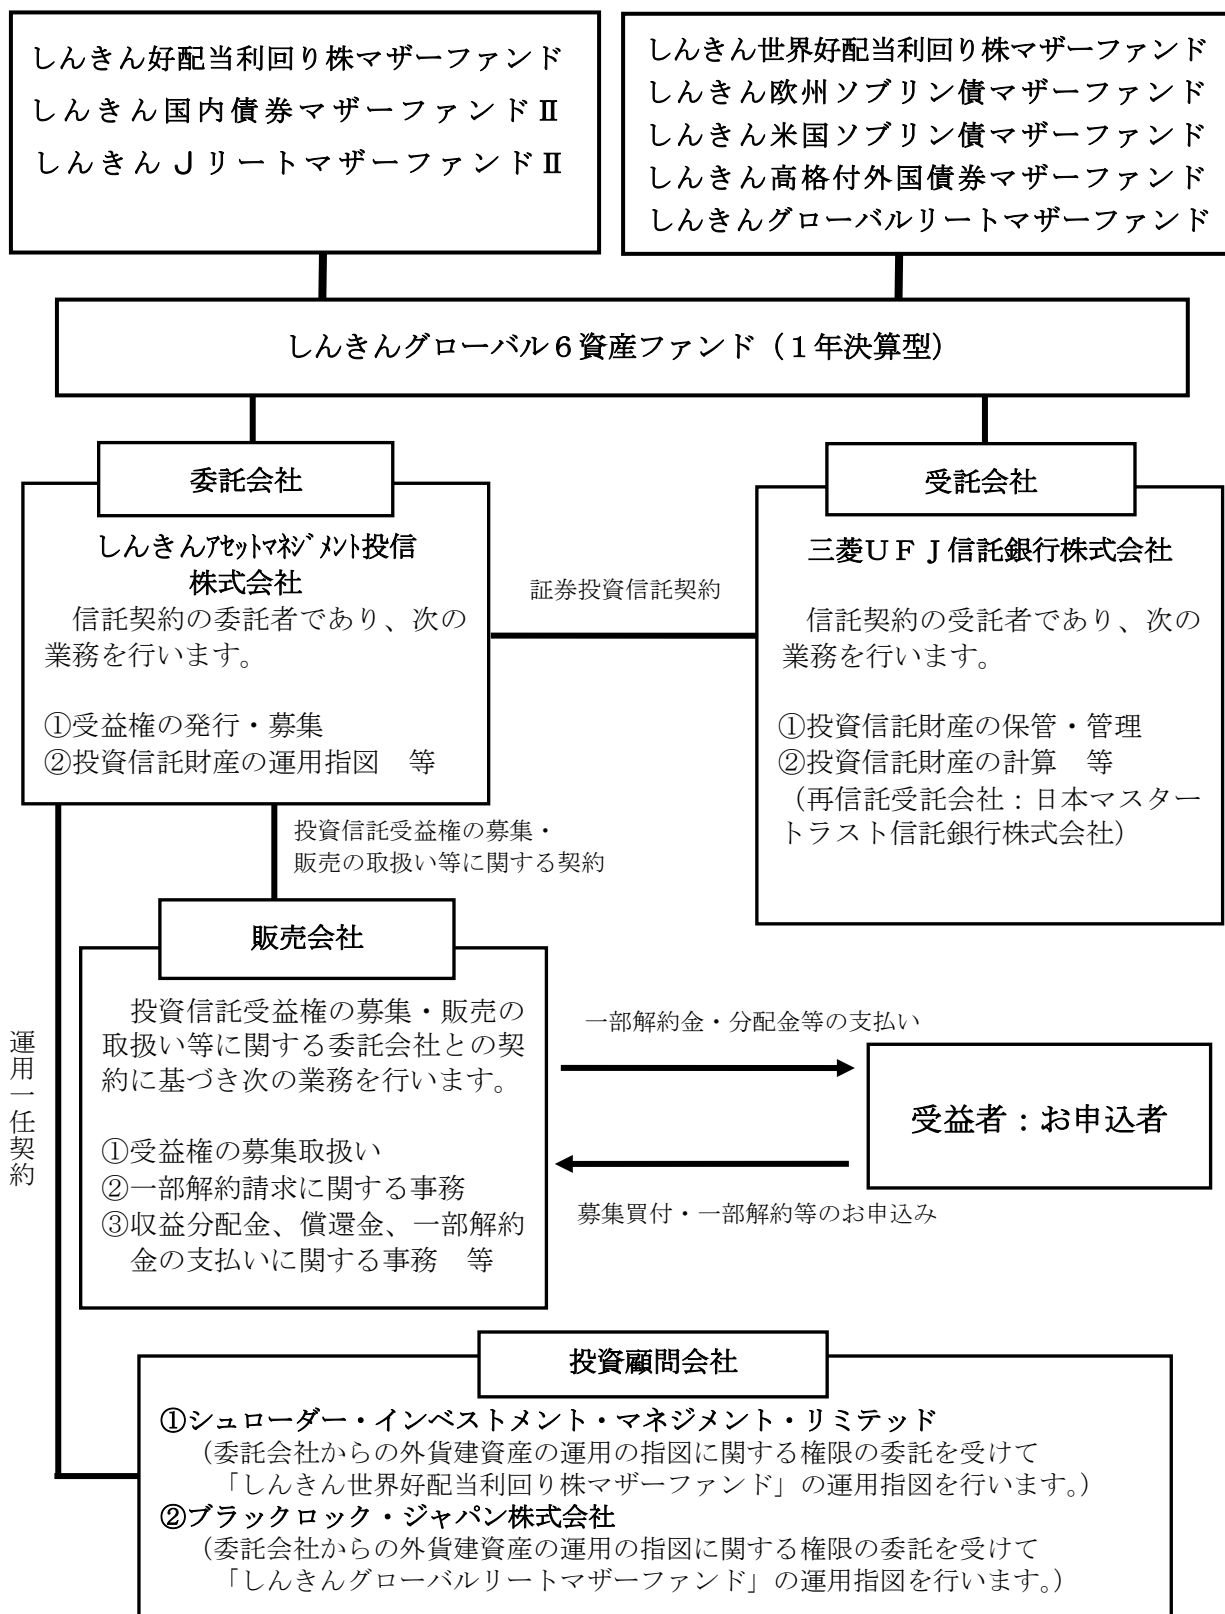 しんきん好配当利回り株マザーファンド
しんきん国内債券マザーファンドⅡ
しんきんＪリートマザーファンドⅡ
しんきん世界好配当利回り株マザーファンド
しんきん欧州ソブリン債マザーファンド
しんきん米国ソブリン債マザーファンド
しんきん高格付外国債券マザーファンド
しんきんグローバルリートマザーファンド
しんきんグローバル６資産ファンド（１年決算型）
委託会社
しんきんｱｾｯﾄﾏﾈｼﾞﾒﾝﾄ投信
株式会社
信託契約の委託者であり、次の
業務を行います。
①受益権の発行・募集
②投資信託財産の運用指図　等
証券投資信託契約
受託会社
三菱ＵＦＪ信託銀行株式会社
信託契約の受託者であり、次の
業務を行います。
①投資信託財産の保管・管理
②投資信託財産の計算　等
（再信託受託会社：日本マスター
トラスト信託銀行株式会社）
投資信託受益権の募集・
販売の取扱い等に関する契約
販売会社
投資信託受益権の募集・販売の
取扱い等に関する委託会社との契
約に基づき次の業務を行います。
①受益権の募集取扱い
②一部解約請求に関する事務
③収益分配金、償還金、一部解約
金の支払いに関する事務　等
一部解約金・分配金等の支払い
受益者：お申込者
募集買付・一部解約等のお申込み
運用一任契約
投資顧問会社
①シュローダー・インベストメント・マネジメント・リミテッド
（委託会社からの外貨建資産の運用の指図に関する権限の委託を受けて
「しんきん世界好配当利回り株マザーファンド」の運用指図を行います。）
②ブラックロック・ジャパン株式会社
（委託会社からの外貨建資産の運用の指図に関する権限の委託を受けて
「しんきんグローバルリートマザーファンド」の運用指図を行います。）